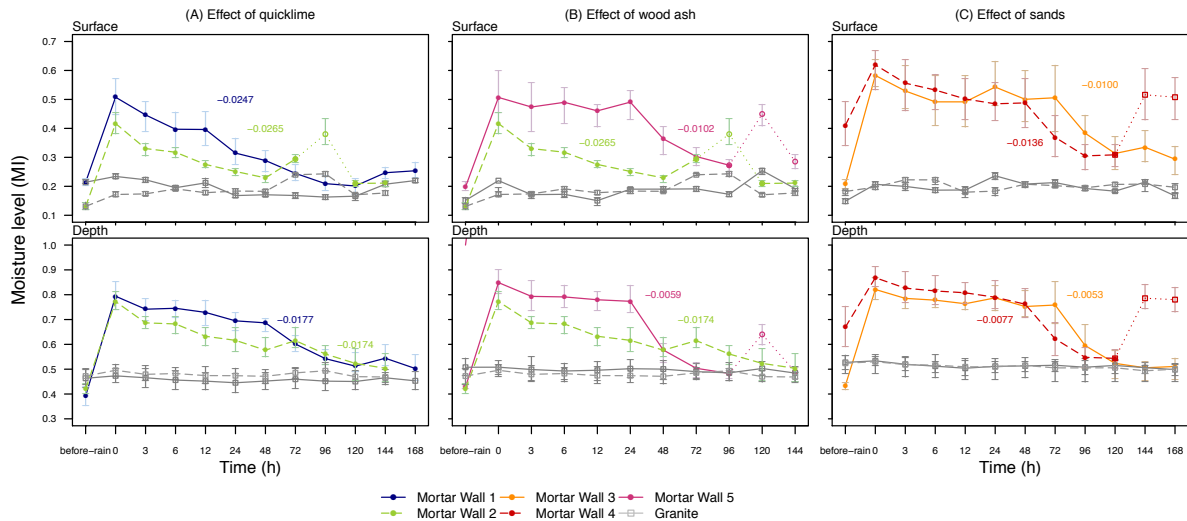 (A) Effect of quicklime
(B) Effect of wood ash
(C) Effect of sands
Surface
Surface
Surface
Moisture level (MI)
0.7
0.6
0.5
0.4
0.3
0.2
0.1
−0.0247
−0.0265
−0.0102
−0.0265
−0.0100
−0.0136
Depth
Depth
Depth
1.0
0.9
0.8
0.7
0.6
0.5
0.4
0.3
−0.0177
−0.0174
−0.0059
−0.0174
−0.0053
−0.0077
before−rain 0 3 6 12 24 48 72 96 120 144 168
before−rain 0 3 6 12 24 48 72 96 120 144
before−rain 0 3 6 12 24 48 72 96 120 144 168
Time (h)
Time (h)
Time (h)
Mortar Wall 1 Mortar Wall 3 Mortar Wall 5
Mortar Wall 2 Mortar Wall 4 Granite